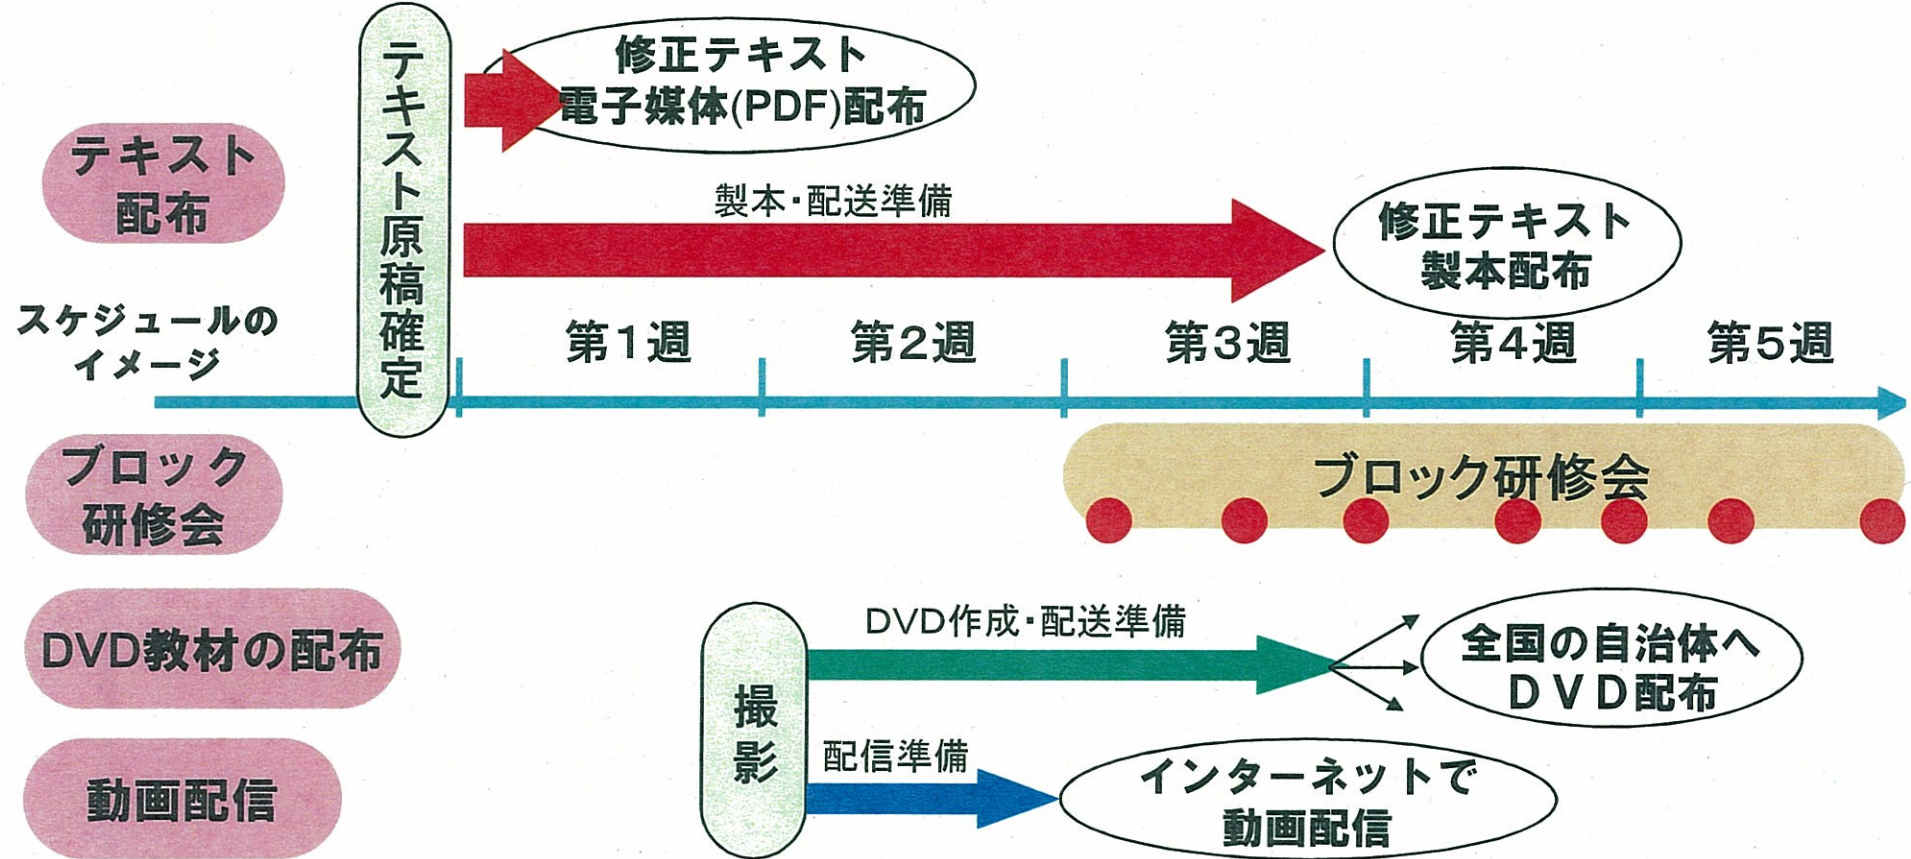 テキスト原稿確定
修正テキスト
電子媒体(PDF)配布
テキスト
配布
製本・配送準備
修正テキスト
製本配布
スケジュールの
イメージ
第1週
第2週
第3週
第4週
第5週
ブロック
研修会
ブロック研修会
DVD教材の配布
撮影
DVD作成・配送準備
全国の自治体へ
ＤＶＤ配布
動画配信
配信準備
インターネットで
動画配信